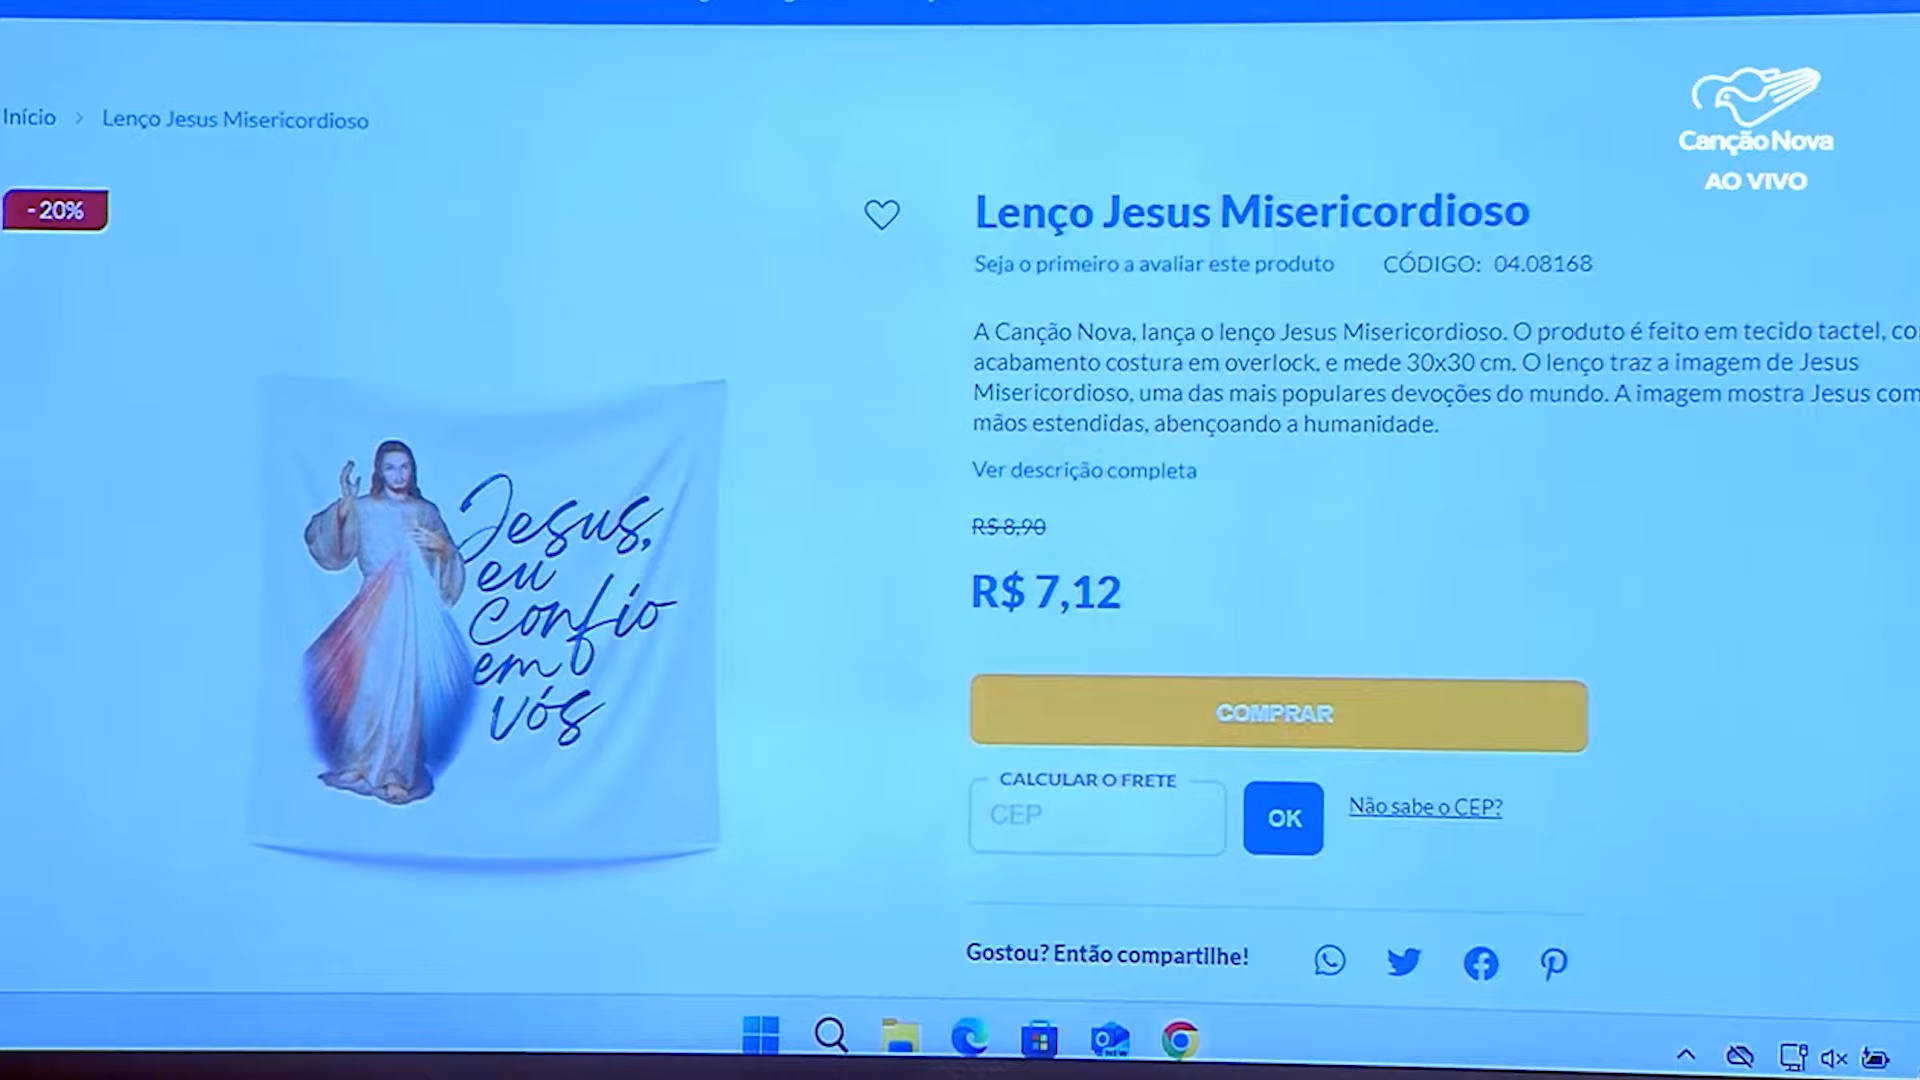 Início > Lenço Jesus Misericordioso
Canção Nova
AO VIVO
- 20%
Lenço Jesus Misericordioso
Seja o primeiro a avaliar este produto CÓDIGO: 04.08168
A Canção Nova, lança o lenço Jesus Misericordioso. O produto é feito em tecido tactel, co
acabamento costura em overlock, e mede 30x30 cm. O lenço traz a imagem de Jesus
Misericordioso, uma das mais populares devoções do mundo. A imagem mostra Jesus com
mãos estendidas, abençoando a humanidade.
Ver descrição completa
R$ 8,90
R$ 7,12
Jesus,
eu
confio
em
vós
COMPRAR
CALCULAR O FRETE
CEP
OK
Não sabe o CEP?
Gostou? Então compartilhe!
NEW